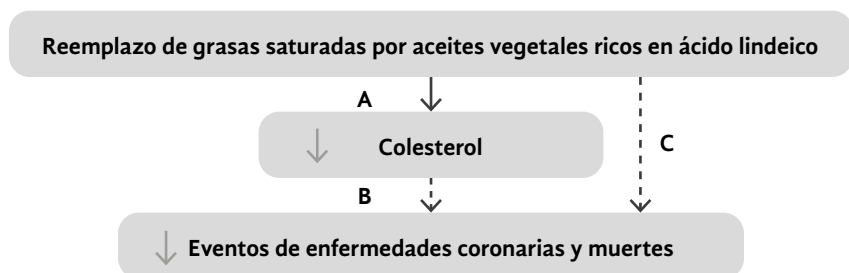 Reemplazo de grasas saturadas por aceites vegetales ricos en ácido lindeico
A
Colesterol
C
B
Eventos de enfermedades coronarias y muertes